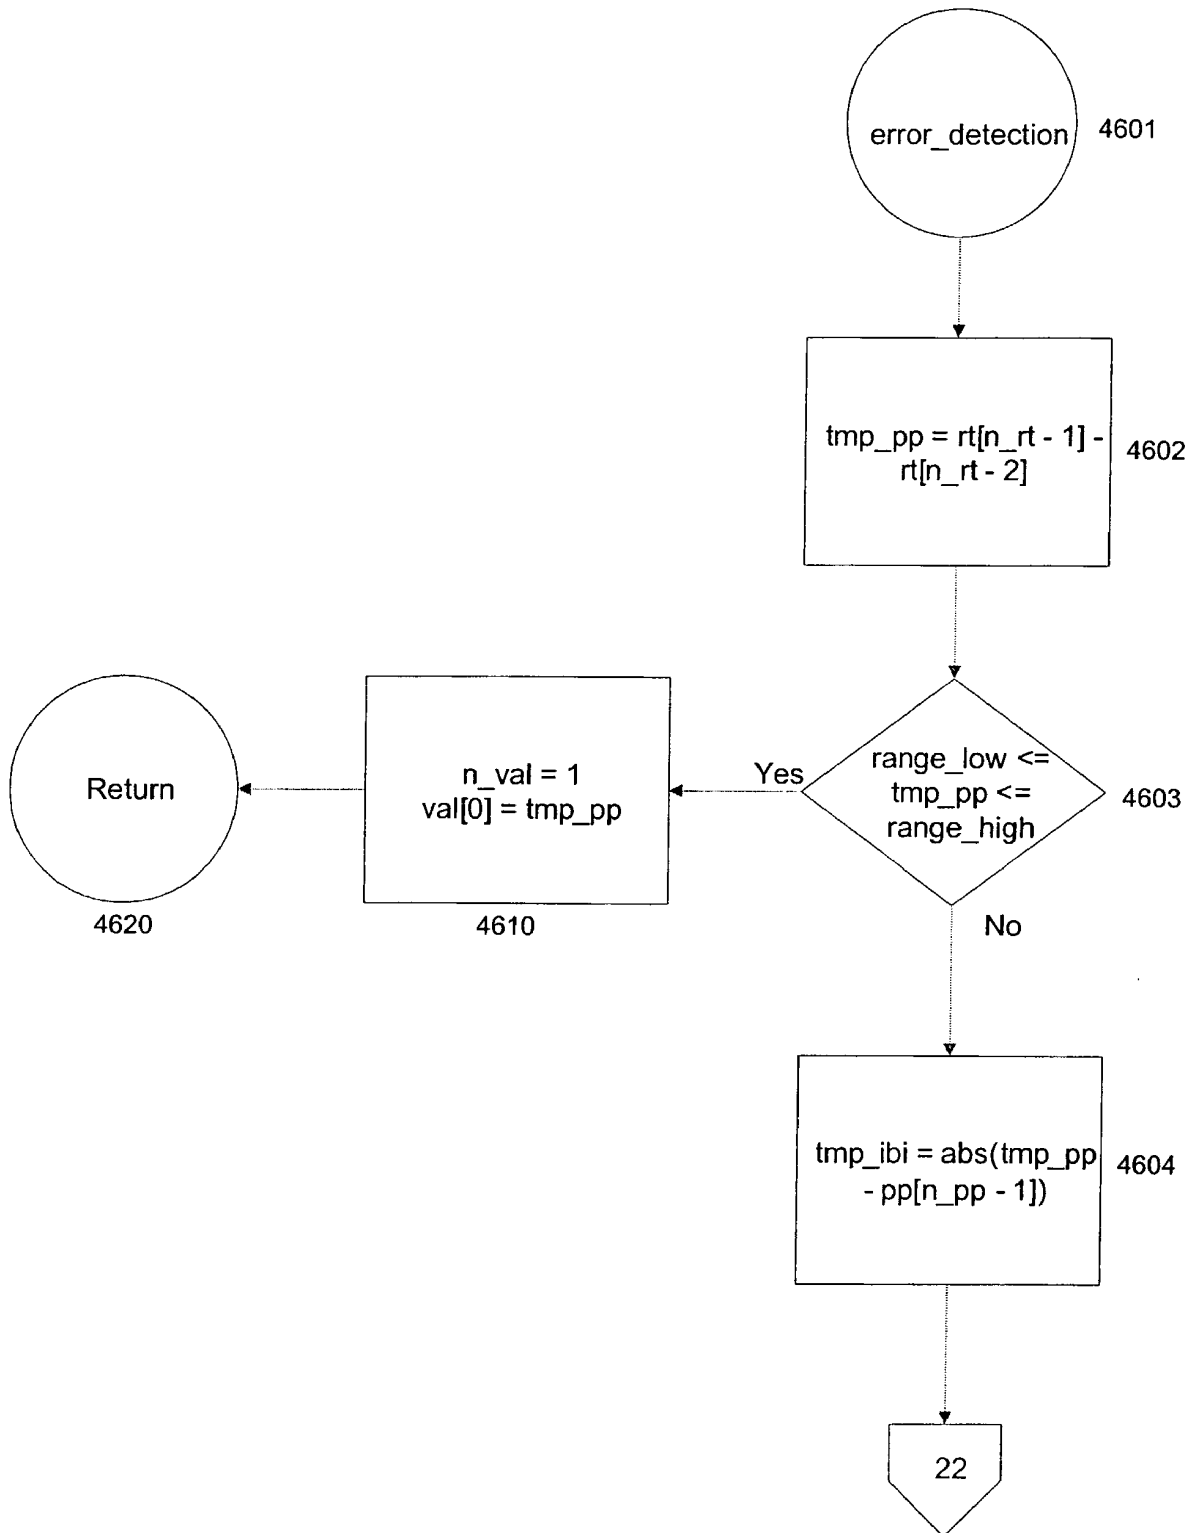 error_detection
4601
tmp_pp = rt[n_rt - 1] -
rt[n_rt - 2]
4602
range_low <=
tmp_pp <=
range_high
4603
Yes
n_val = 1
val[0] = tmp_pp
4610
Return
4620
No
tmp_ibi = abs(tmp_pp
- pp[n_pp - 1])
4604
22